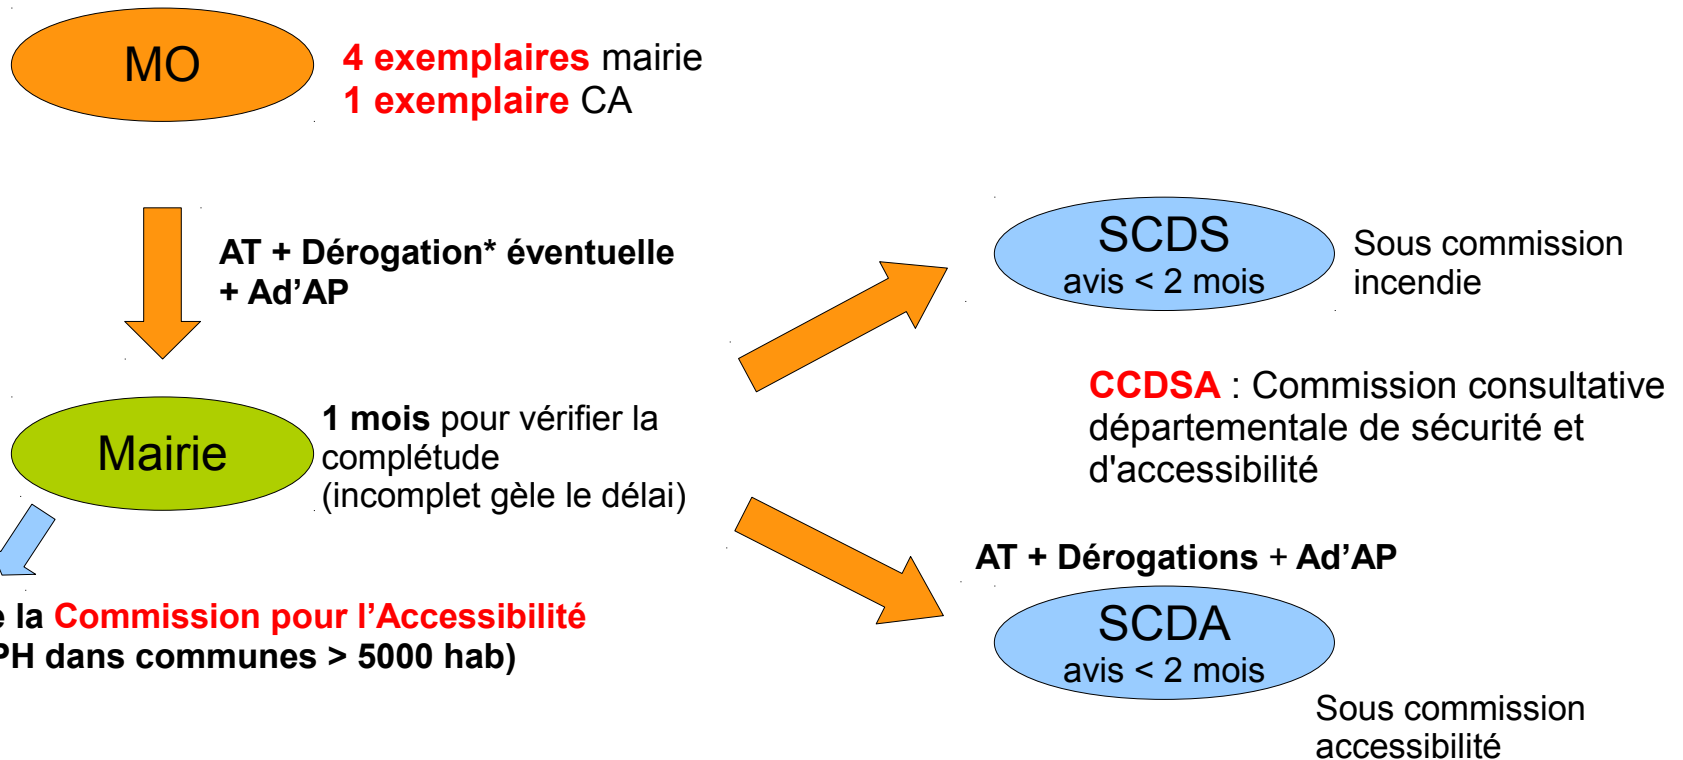 MO
4 exemplaires mairie
1 exemplaire CA
AT + Dérogation* éventuelle
+ Ad’AP
Mairie
1 mois pour vérifier la
complétude
(incomplet gèle le délai)
la Commission pour l’Accessibilité
dans communes > 5000 hab)
SCDS
avis < 2 mois
Sous commission
incendie
CCDSA : Commission consultative
départementale de sécurité et
d'accessibilité
AT + Dérogations + Ad’AP
SCDA
avis < 2 mois
Sous commission
accessibilité